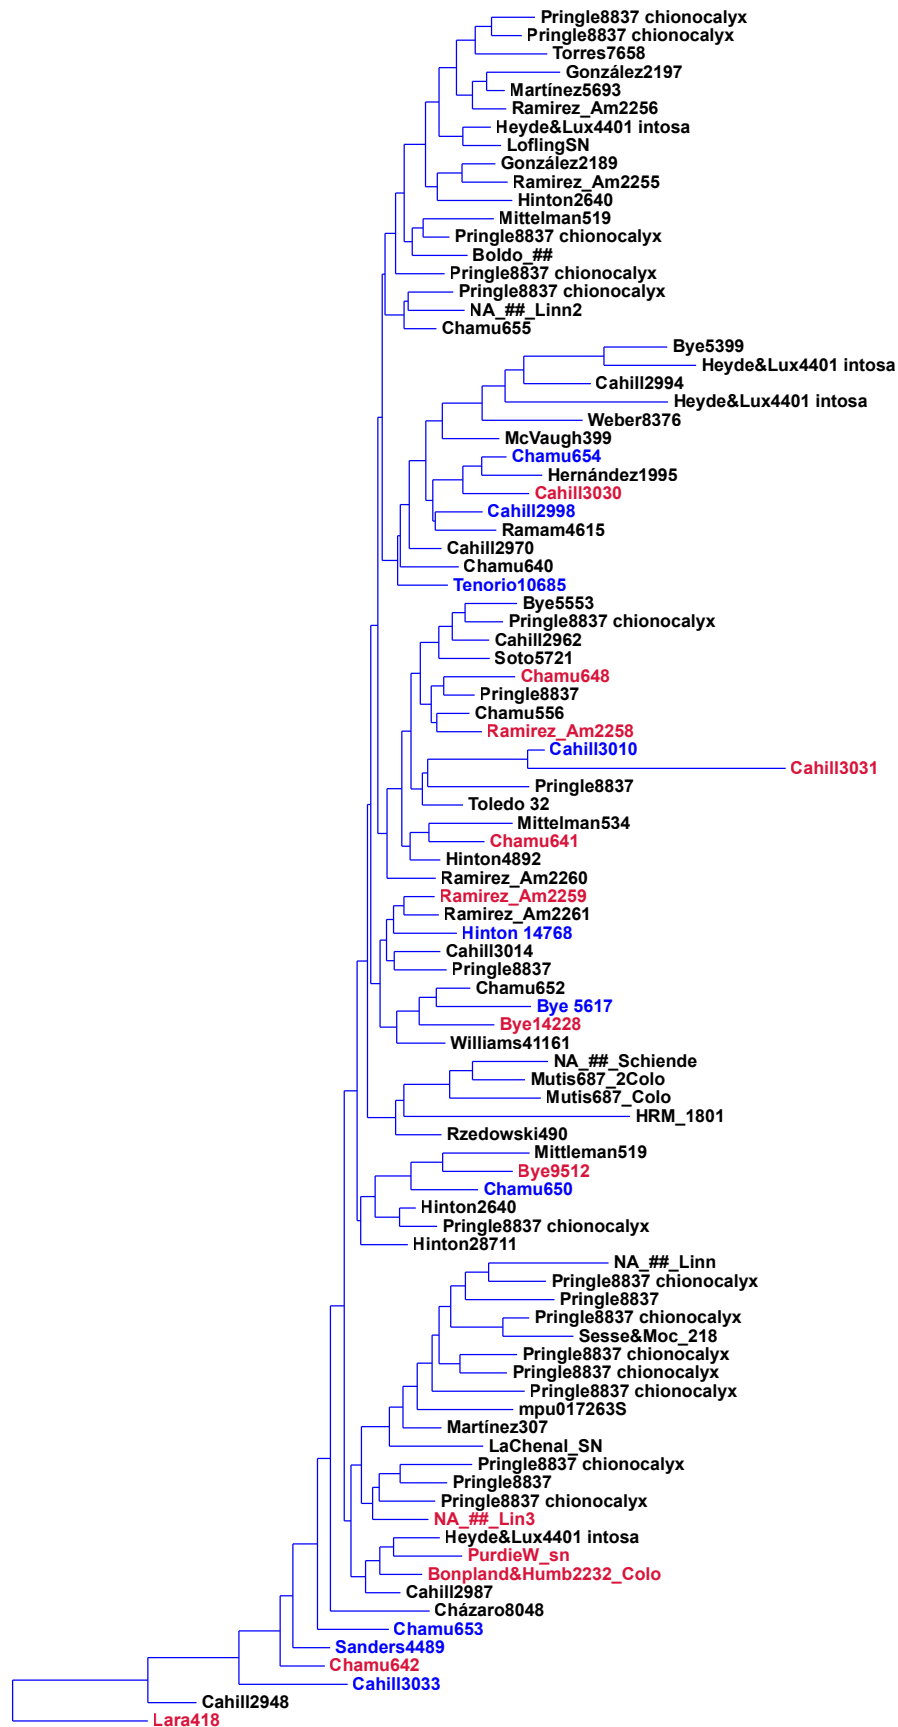 Pringle8837 chionocalyx
Pringle8837 chionocalyx
Torres7658
González2197
Martínez5693
Ramirez_Am2256
Heyde&Lux4401 intosa
LoflingSN
González2189
Ramirez_Am2255
Hinton2640
Mittelman519
Pringle8837 chionocalyx
Boldo_##
Pringle8837 chionocalyx
Pringle8837 chionocalyx
NA_##_Linn2
Chamu655
Bye5399
Heyde&Lux4401 intosa
Cahill2994
Heyde&Lux4401 intosa
Weber8376
McVaugh399
Chamu654
Hernández1995
Cahill3030
Cahill2998
Ramam4615
Cahill2970
Chamu640
Tenorio10685
Bye5553
Pringle8837 chionocalyx
Cahill2962
Soto5721
Chamu648
Pringle8837
Chamu556
Ramirez_Am2258
Cahill3010
Cahill3031
Pringle8837
Toledo 32
Mittelman534
Chamu641
Hinton4892
Ramirez_Am2260
Ramirez_Am2259
Ramirez_Am2261
Hinton 14768
Cahill3014
Pringle8837
Chamu652
Bye 5617
Bye14228
Williams41161
NA_##_Schiende
Mutis687_2Colo
Mutis687_Colo
HRM_1801
Rzedowski490
Mittleman519
Bye9512
Chamu650
Hinton2640
Pringle8837 chionocalyx
Hinton28711
NA_##_Linn
Pringle8837 chionocalyx
Pringle8837
Pringle8837 chionocalyx
Sesse&Moc_218
Pringle8837 chionocalyx
Pringle8837 chionocalyx
Pringle8837 chionocalyx
mpu017263S
Martínez307
LaChenal_SN
Pringle8837 chionocalyx
Pringle8837
Pringle8837 chionocalyx
NA_##_Lin3
Heyde&Lux4401 intosa
PurdieW_sn
Bonpland&Humb2232_Colo
Cahill2987
Cházaro8048
Chamu653
Sanders4489
Chamu642
Cahill3033
Cahill2948
Lara418